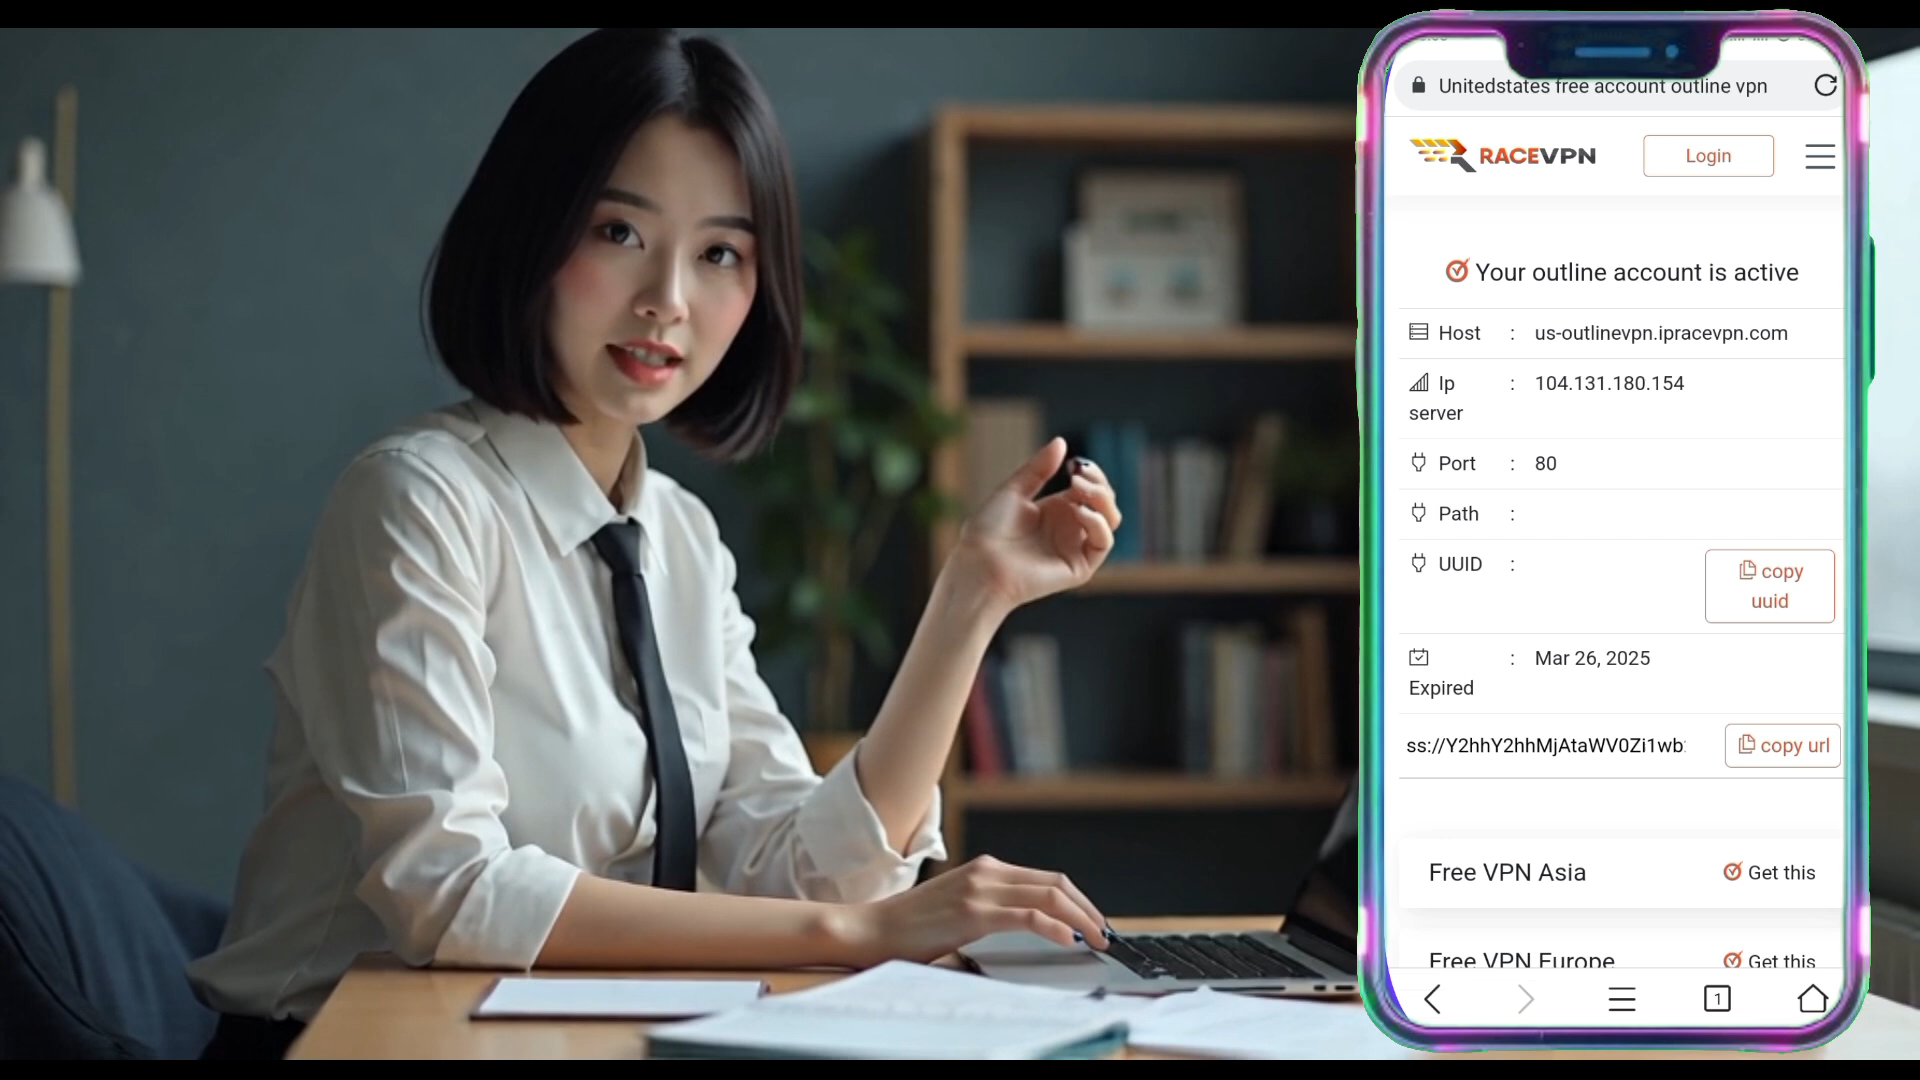 Unitedstates free account outline vpn
RACEVPN
Login
Your outline account is active
Host : us-outlinevpn.ipracevpn.com
Ip server : 104.131.180.154
Port : 80
Path :
UUID :
copy uuid
Expired : Mar 26, 2025
ss://Y2hhY2hhMjAtaWV0Zi1wb
copy url
Free VPN Asia
Get this
Free VPN Europe
Get this
1